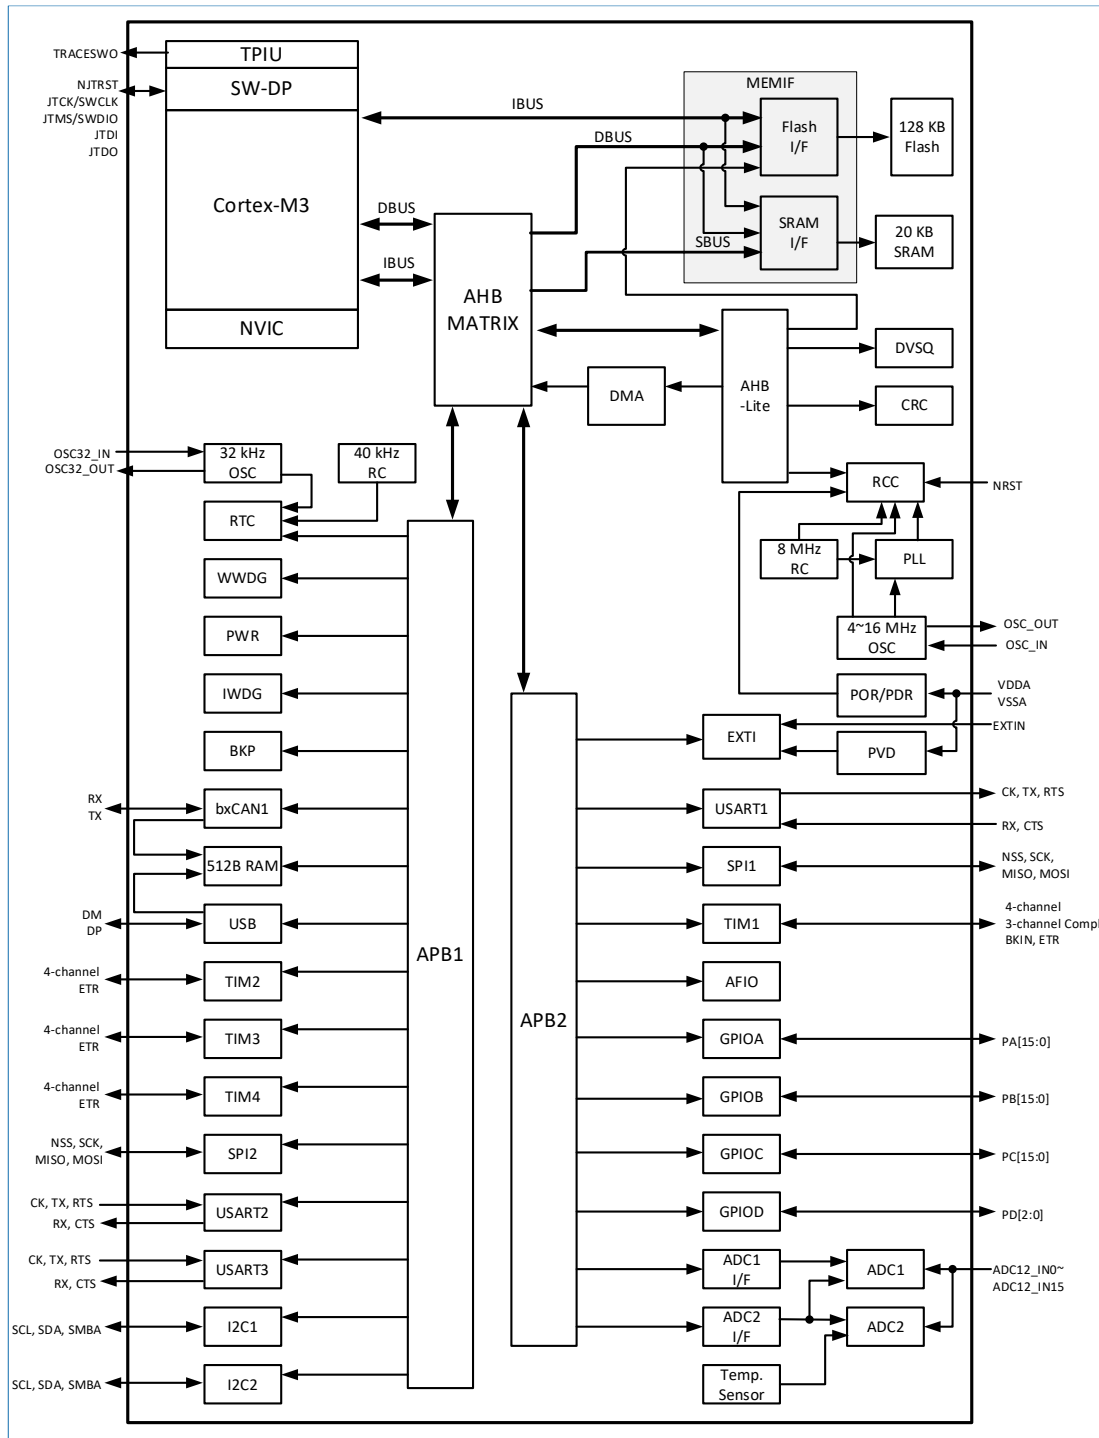 TRACESWO
NJTRST
JTCK/SWCLK
JTMS/SWDIO
JTDI
JTDO
TPIU
SW-DP
Cortex-M3
NVIC
IBUS
DBUS
DBUS
IBUS
SBUS
AHB
MATRIX
MEMIF
Flash
I/F
SRAM
I/F
128 KB
Flash
20 KB
SRAM
AHB
-Lite
DMA
DVSQ
CRC
RCC
NRST
8 MHz
RC
PLL
4~16 MHz
OSC
OSC_OUT
OSC_IN
POR/PDR
VDDA
VSSA
EXTI
EXTIN
PVD
OSC32_IN
OSC32_OUT
32 kHz
OSC
40 kHz
RC
RTC
WWDG
PWR
IWDG
BKP
RX
TX
bxCAN1
512B RAM
DM
DP
USB
4-channel
ETR
TIM2
4-channel
ETR
TIM3
4-channel
ETR
TIM4
NSS, SCK,
MISO, MOSI
SPI2
CK, TX, RTS
RX, CTS
USART2
CK, TX, RTS
RX, CTS
USART3
SCL, SDA, SMBA
I2C1
SCL, SDA, SMBA
I2C2
APB1
APB2
USART1
CK, TX, RTS
RX, CTS
SPI1
NSS, SCK,
MISO, MOSI
TIM1
4-channel
3-channel Compl
BKIN, ETR
AFIO
GPIOA
PA[15:0]
GPIOB
PB[15:0]
GPIOC
PC[15:0]
GPIOD
PD[2:0]
ADC1
I/F
ADC1
ADC12_IN0~
ADC12_IN15
ADC2
I/F
ADC2
Temp.
Sensor